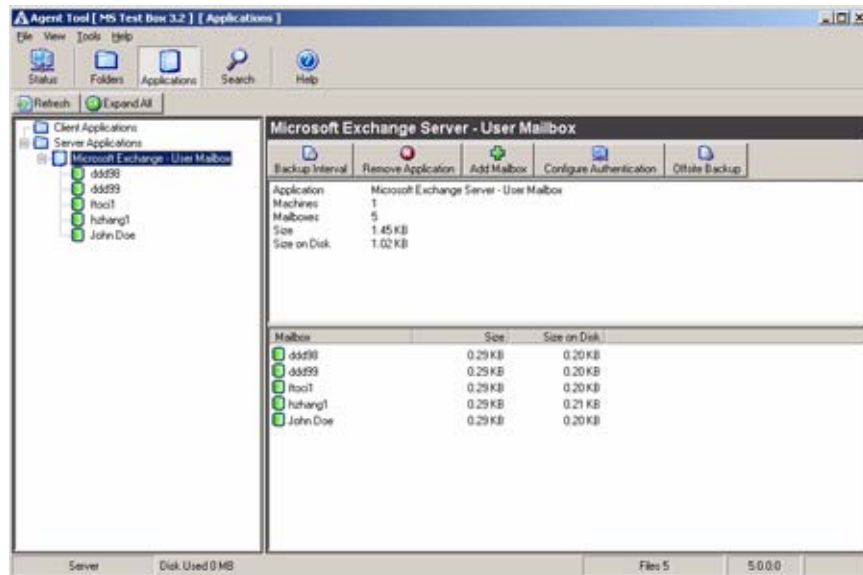 Agent Tool [ MS Test Box 3.2 ] [ Applications ]
File View Tools Help
Status Folders Applications Search Help
Refresh Expand All
Client Applications
Server Applications
Microsoft Exchange - User Mailbox
ddd98
ddd99
ftoci1
hzhang1
John Doe
Microsoft Exchange Server - User Mailbox
Backup Interval Remove Application Add Mailbox Configure Authentication Offsite Backup
Application Microsoft Exchange Server - User Mailbox
Machines 1
Mailboxes 5
Size 1.45 KB
Size on Disk 1.02 KB
Mailbox Size Size on Disk
ddd98 0.29 KB 0.20 KB
ddd99 0.29 KB 0.20 KB
ftoci1 0.29 KB 0.20 KB
hzhang1 0.29 KB 0.21 KB
John Doe 0.29 KB 0.20 KB
Server Disk Used 0 MB Files 5 5.0.0.0